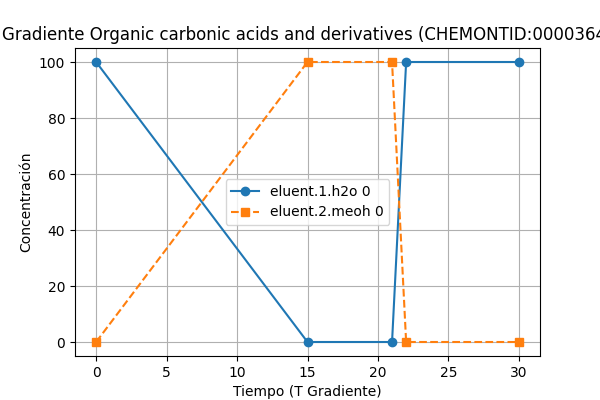 Gradiente Organic carbonic acids and derivatives (CHEMONTID:0000364
Concentración
100
80
60
40
20
0
eluent.1.h2o 0
eluent.2.meoh 0
0 5 10 15 20 25 30
Tiempo (T Gradiente)